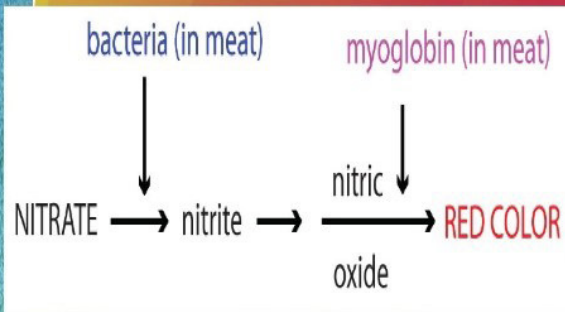 bacteria (in meat)
myoglobin (in meat)
nitric
NITRATE nitrite RED COLOR
oxide